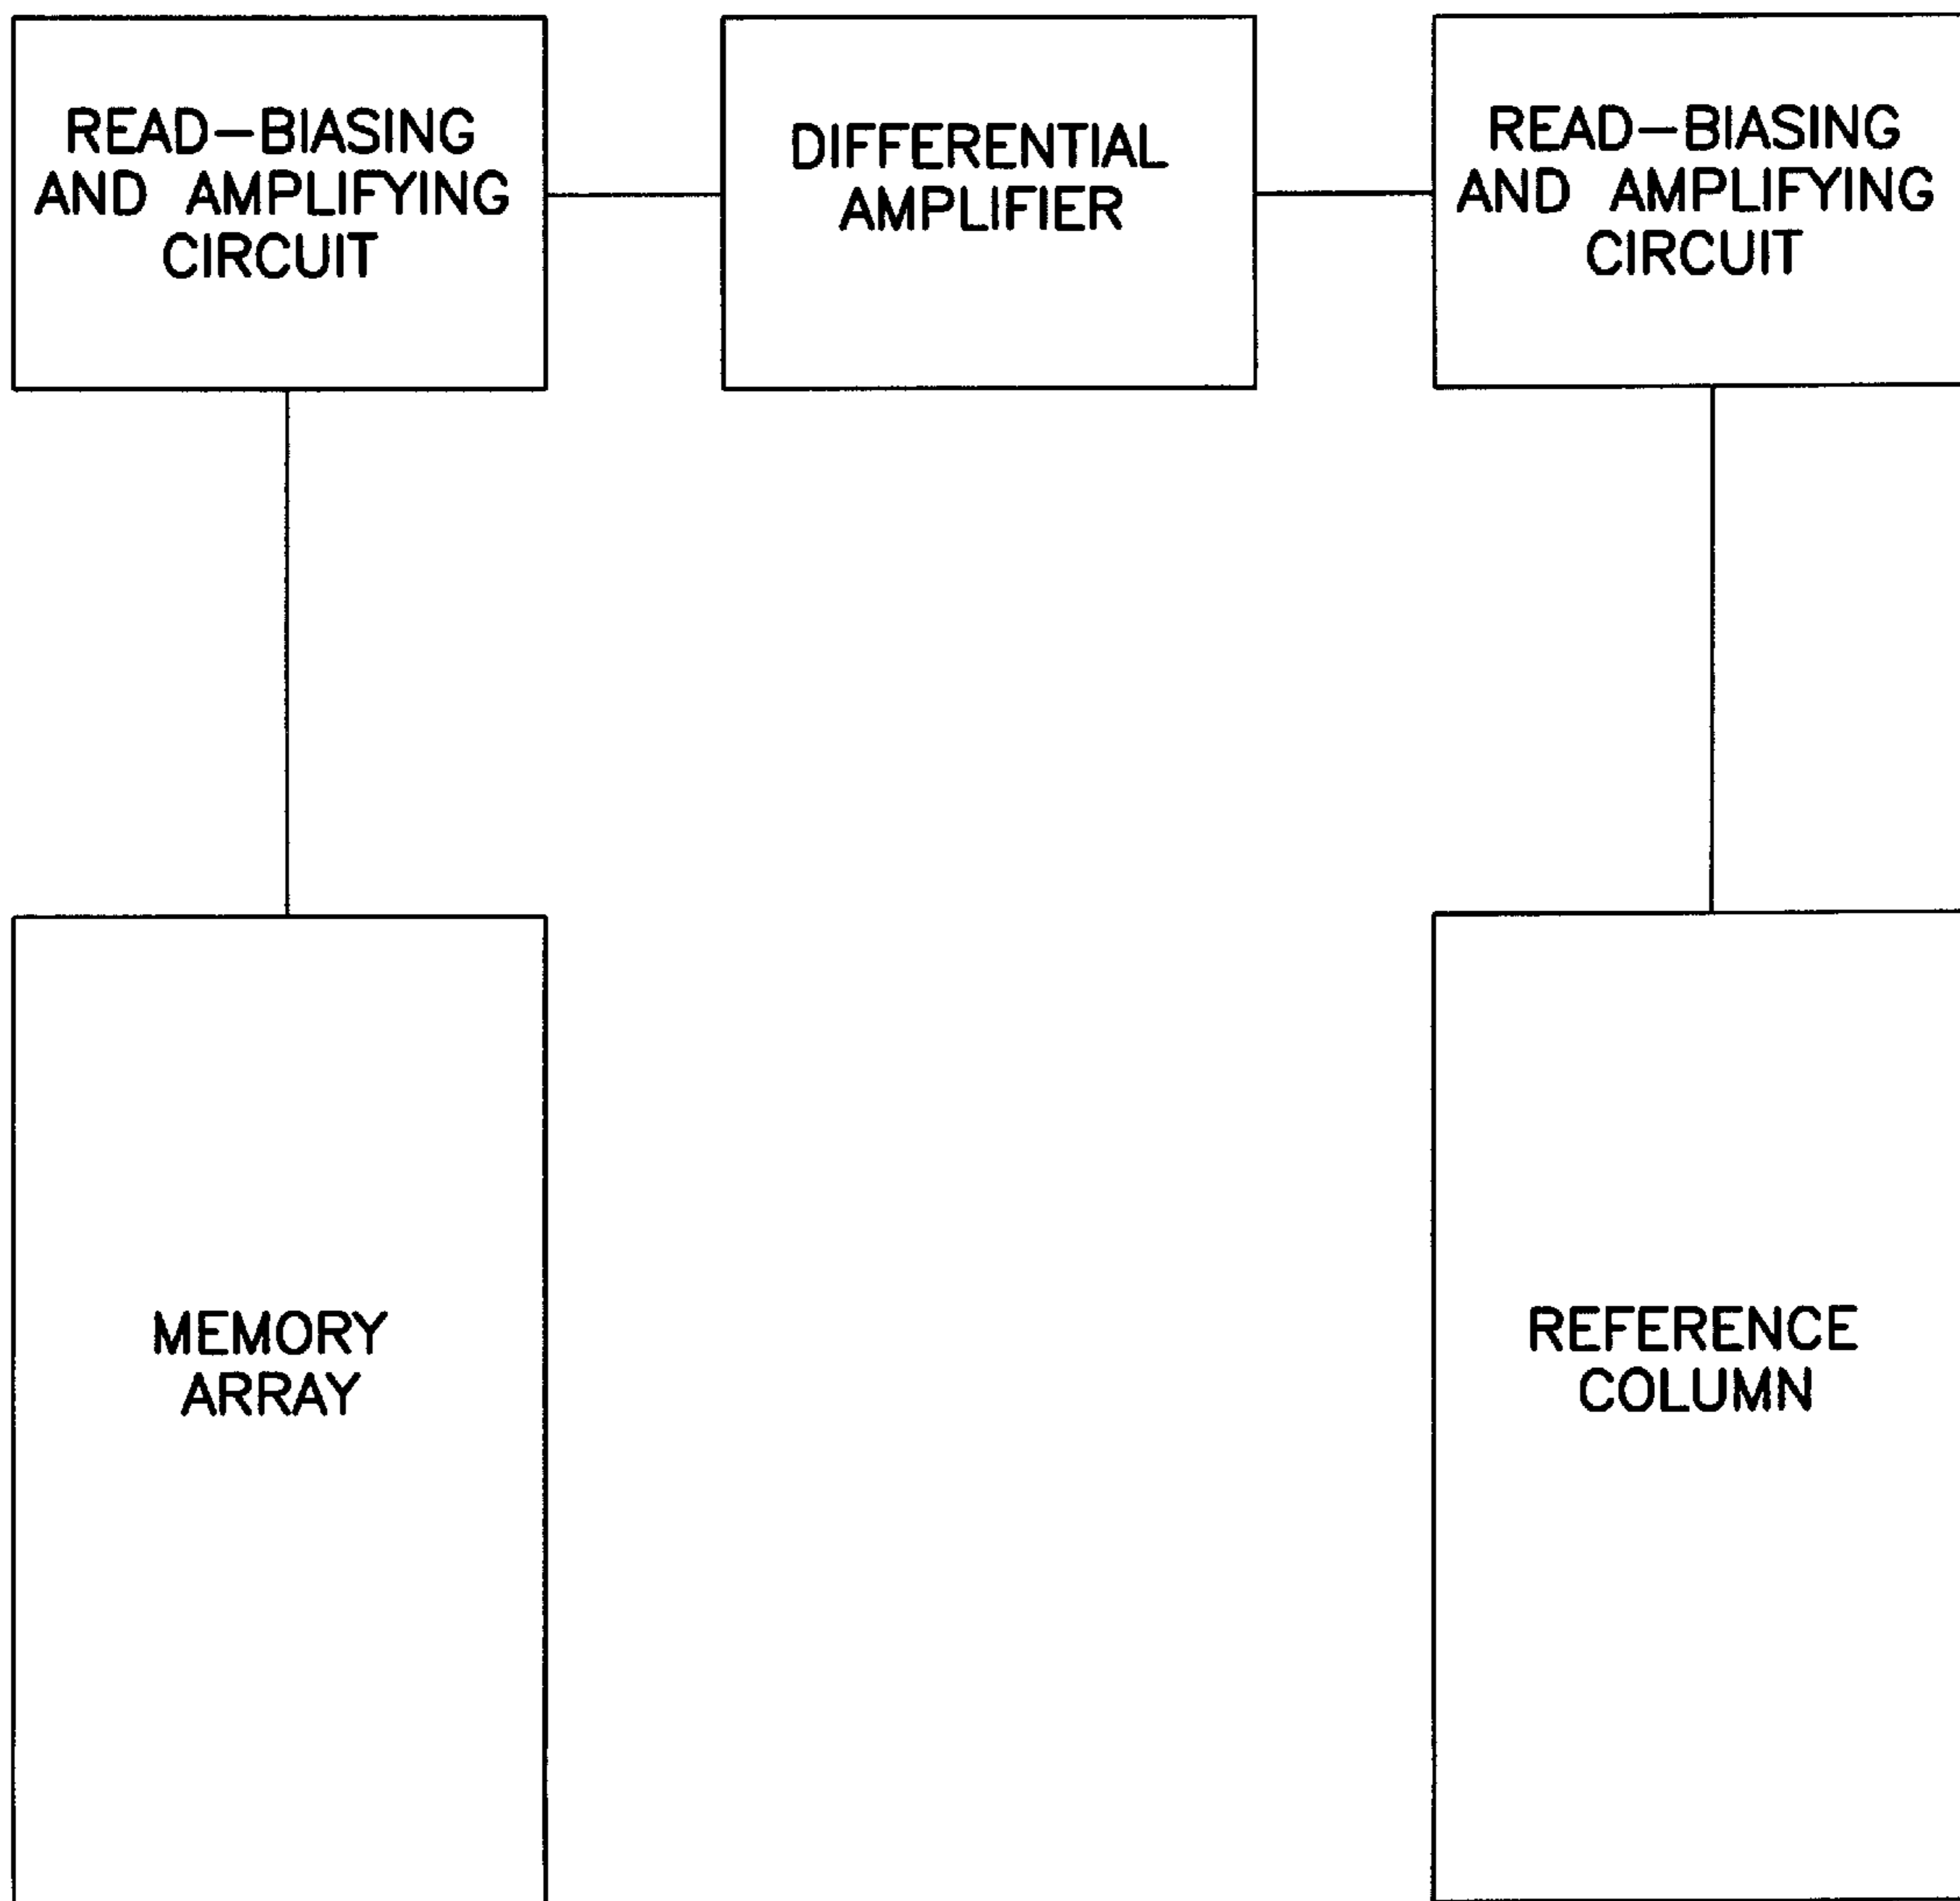 READ-BIASING
AND AMPLIFYING
CIRCUIT
DIFFERENTIAL
AMPLIFIER
READ-BIASING
AND AMPLIFYING
CIRCUIT
MEMORY
ARRAY
REFERENCE
COLUMN